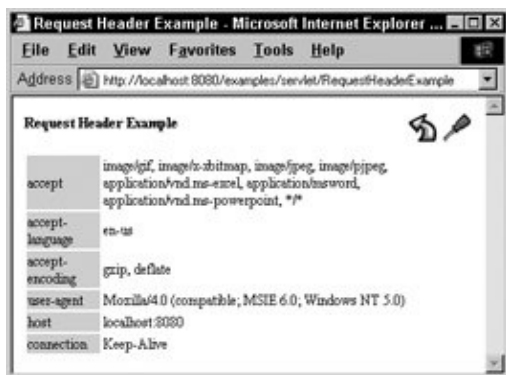 Request Header Example - Microsoft Internet Explorer ...
File Edit View Favorites Tools Help
Address http://localhost:8080/examples/servlet/RequestHeaderExample
Request Header Example
accept image/gif, image/x-xbitmap, image/jpeg, image/pjpeg,
application/vnd.ms-excel, application/msword,
application/vnd.ms-powerpoint, */*
accept-
language en-us
accept-
encoding gzip, deflate
user-agent Mozilla/4.0 (compatible; MSIE 6.0; Windows NT 5.0)
host localhost:8080
connection Keep-Alive